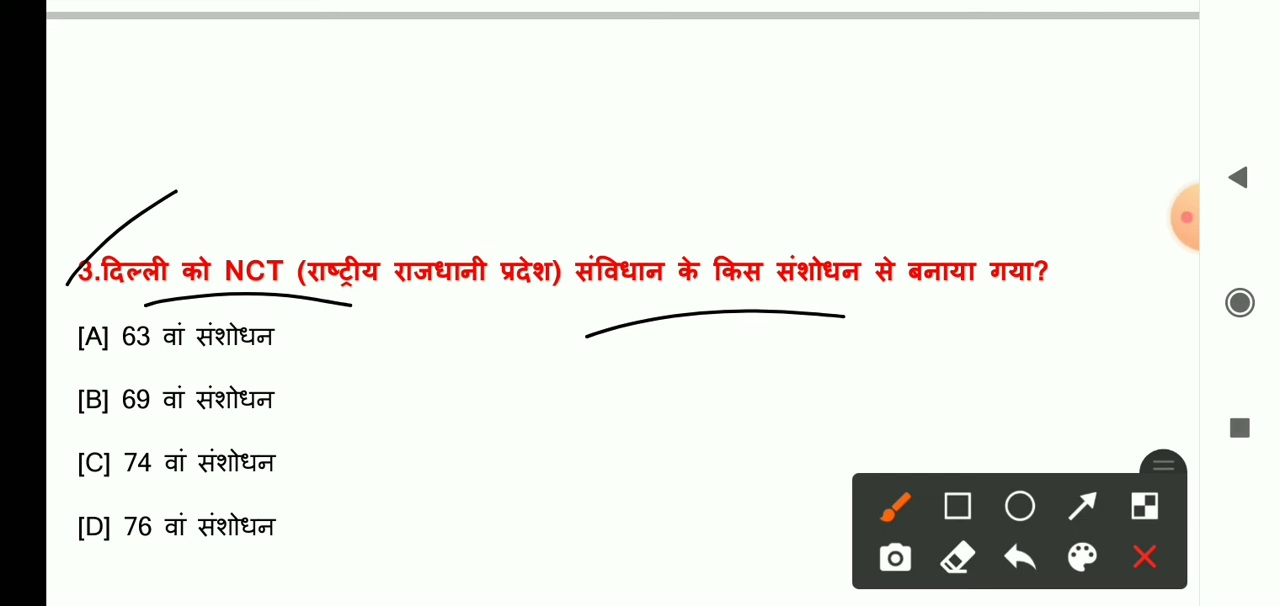 3.दिल्ली को NCT (राष्ट्रीय राजधानी प्रदेश) संविधान के किस संशोधन से बनाया गया?
[A] 63 वां संशोधन
[B] 69 वां संशोधन
[C] 74 वां संशोधन
[D] 76 वां संशोधन